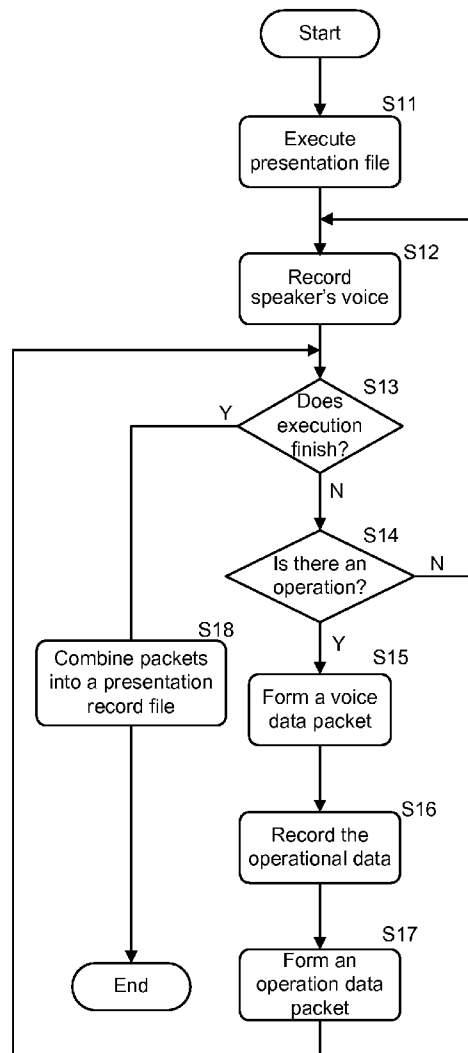 Start
S11
Execute
presentation file
S12
Record
speaker's voice
S13
Does
execution
finish?
Y
N
S14
Is there an
operation?
N
Y
S18
Combine packets
into a presentation
record file
S15
Form a voice
data packet
S16
Record the
operational data
S17
Form an
operation data
packet
End